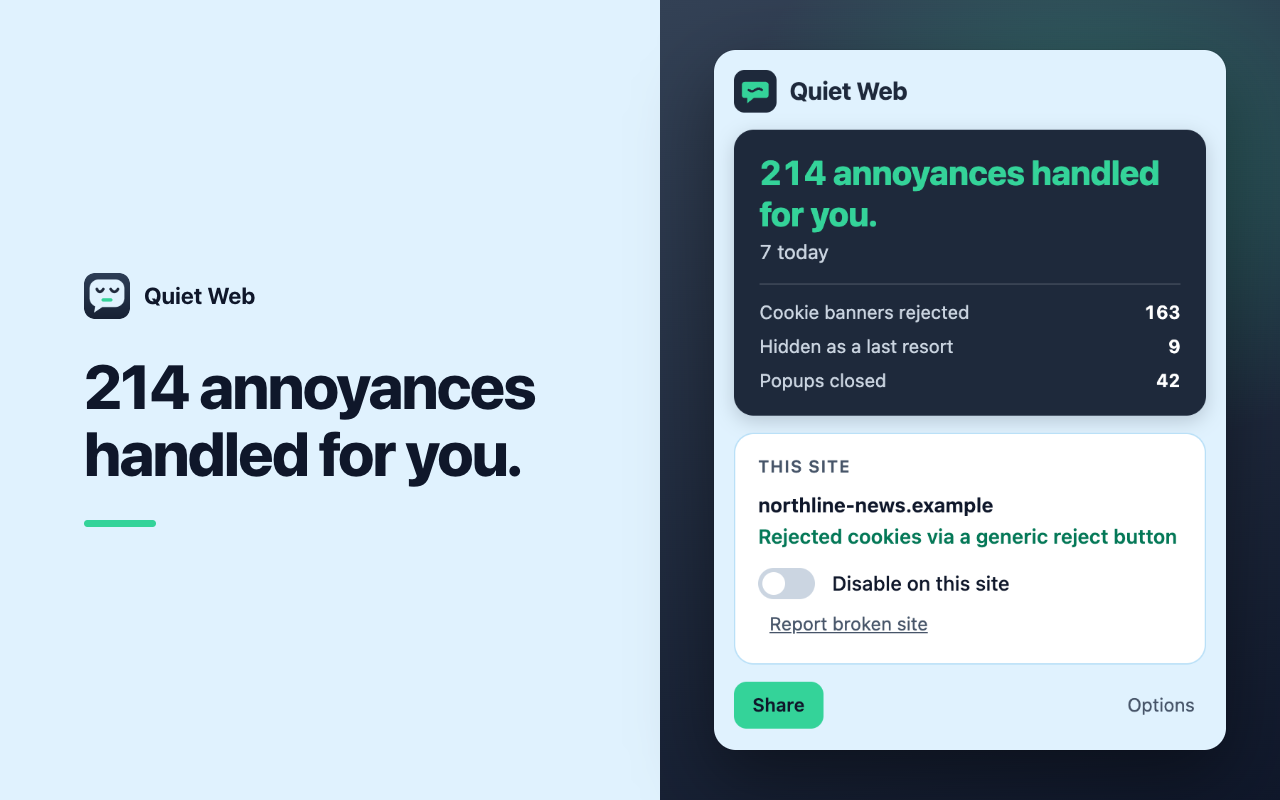 Quiet Web
214 annoyances
handled for you.
Quiet Web
214 annoyances handled
for you.
7 today
Cookie banners rejected 163
Hidden as a last resort 9
Popups closed 42
THIS SITE
northline-news.example
Rejected cookies via a generic reject button
Disable on this site
Report broken site
Share
Options